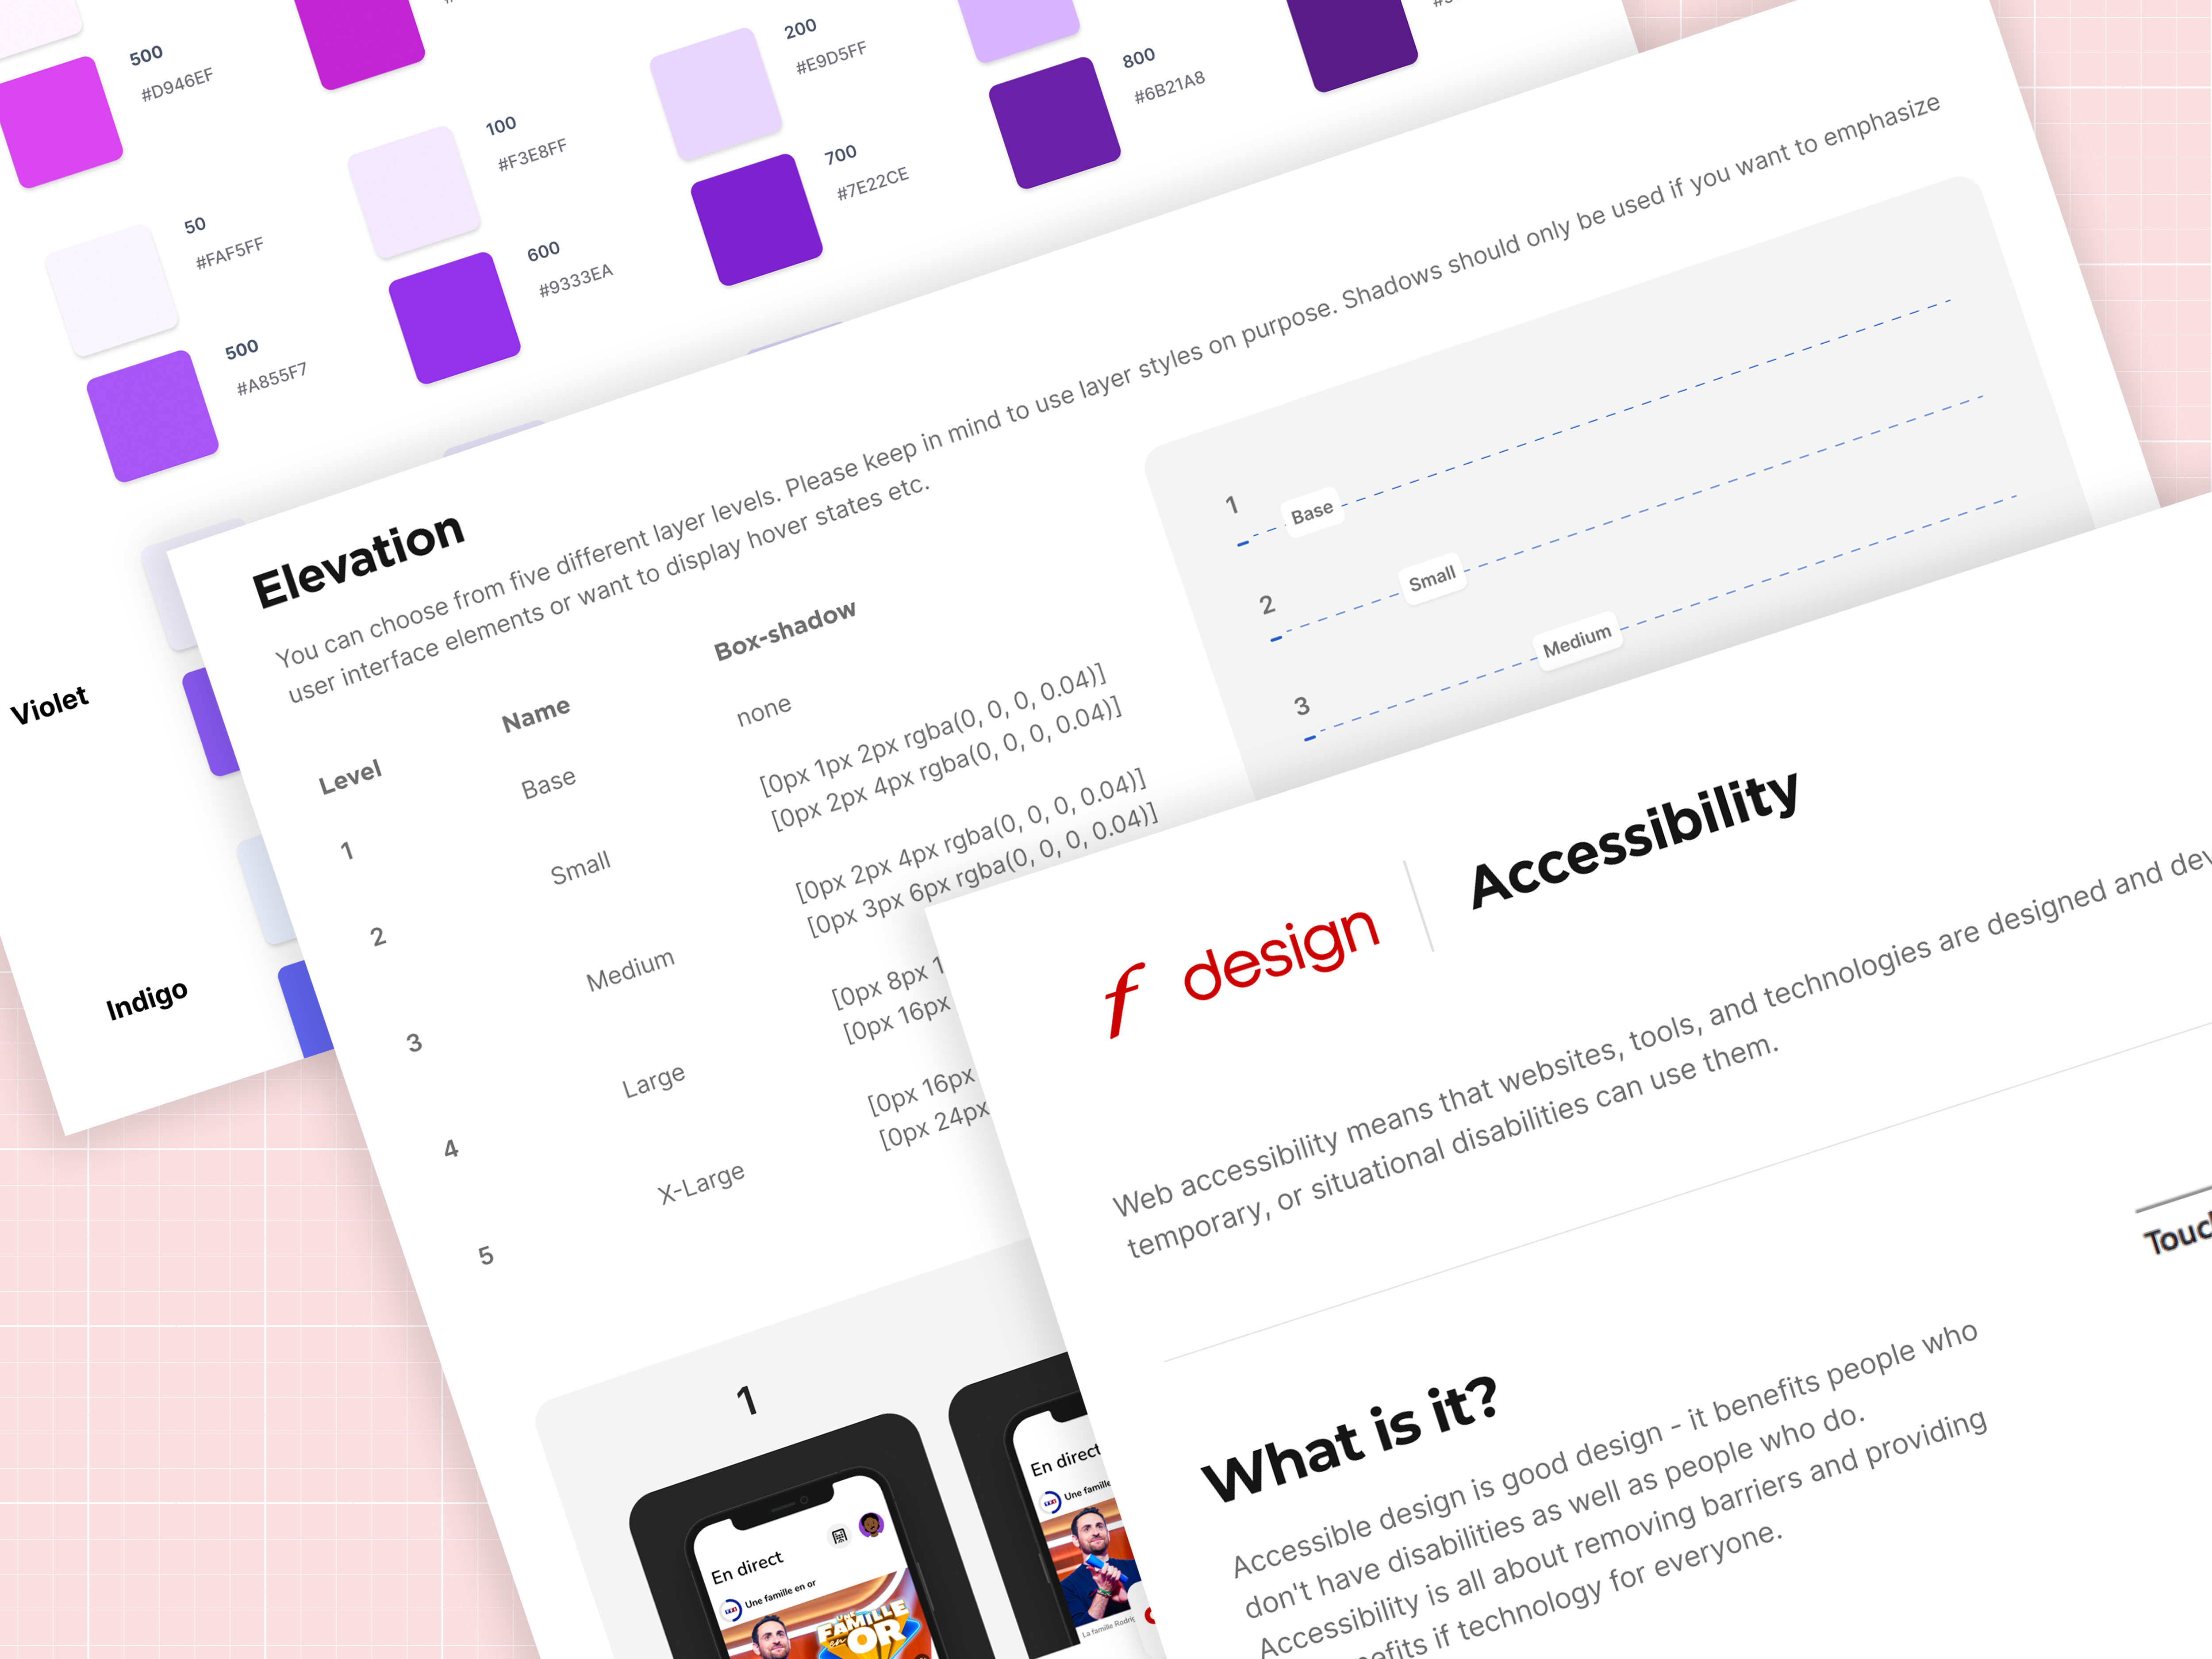 500
#D946EF
50
#FAF5FF
100
#F3E8FF
200
#E9D5FF
500
#A855F7
600
#9333EA
700
#7E22CE
800
#6B21A8
Violet
Indigo
Elevation
You can choose from five different layer levels. Please keep in mind to use layer styles on purpose. Shadows should only be used if you want to emphasize
user interface elements or want to display hover states etc.
Level
Name
Box-shadow
1
Base
none
2
Small
[0px 1px 2px rgba(0, 0, 0, 0.04)]
[0px 2px 4px rgba(0, 0, 0, 0.04)]
3
Medium
[0px 2px 4px rgba(0, 0, 0, 0.04)]
[0px 3px 6px rgba(0, 0, 0, 0.04)]
4
Large
[0px 8px 1
[0px 16px
5
X-Large
[0px 16px
[0px 24px
1
Base
2
Small
3
Medium
1
En direct
Une famille en or
UNE
FAMILLE
en OR
En direct
Une famille
La famille Rodrig
f design
Accessibility
Web accessibility means that websites, tools, and technologies are designed and dev
temporary, or situational disabilities can use them.
Touc
What is it?
Accessible design is good design - it benefits people who
don't have disabilities as well as people who do.
Accessibility is all about removing barriers and providing
nefits if technology for everyone.